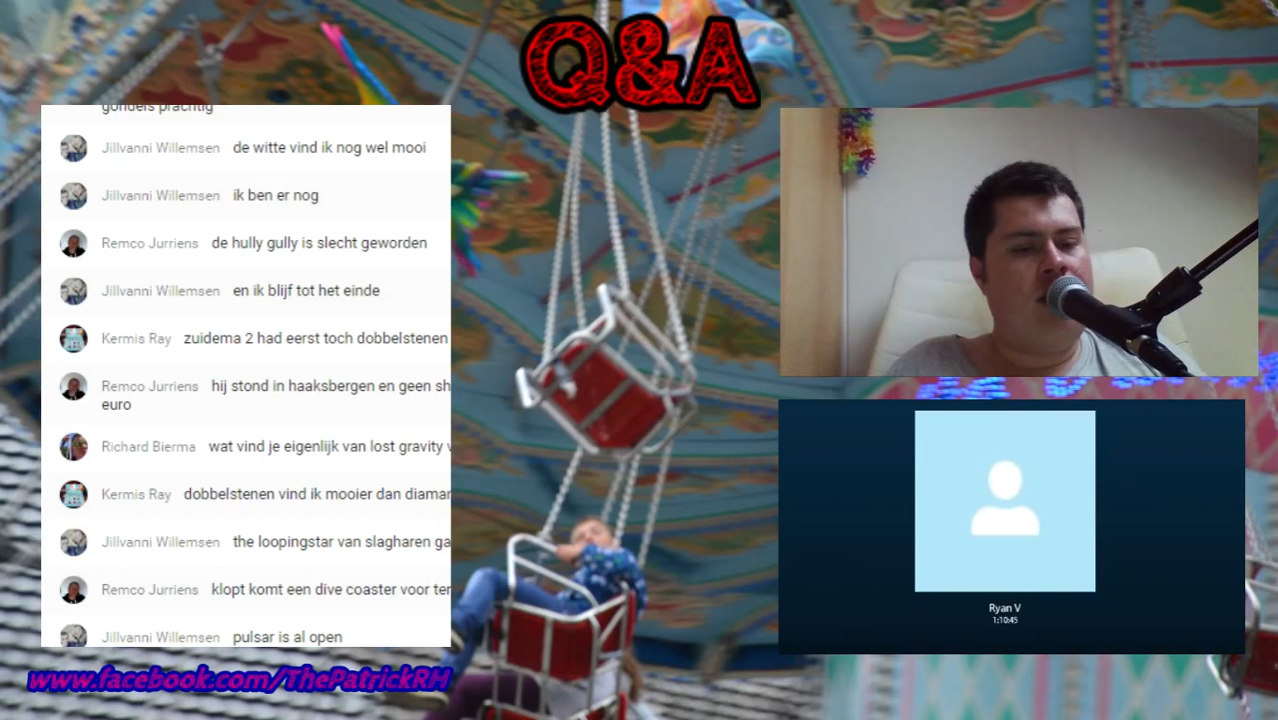 Q&A
gondels prachtig
Jillvanni Willemsen de witte vind ik nog wel mooi
Jillvanni Willemsen ik ben er nog
Remco Jurriens de hully gully is slecht geworden
Jillvanni Willemsen en ik blijf tot het einde
Kermis Ray zuidema 2 had eerst toch dobbelstenen
Remco Jurriens hij stond in haaksbergen en geen sh
euro
Richard Bierma wat vind je eigenlijk van lost gravity
Kermis Ray dobbelstenen vind ik mooier dan diamar
Jillvanni Willemsen the loopingstar van slagharen ga
Remco Jurriens klopt komt een dive coaster voor ter
Jillvanni Willemsen pulsar is al open
www.facebook.com/ThePatrickRH
Ryan V
1:10:45